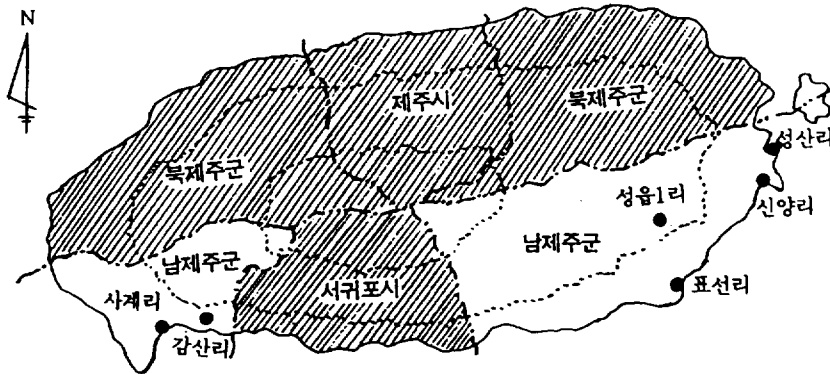 N
제주시
북제주군
성산리
북제주군
성읍1리
신양리
남제주군
남제주군
서귀포시
표선리
사계리
감산리